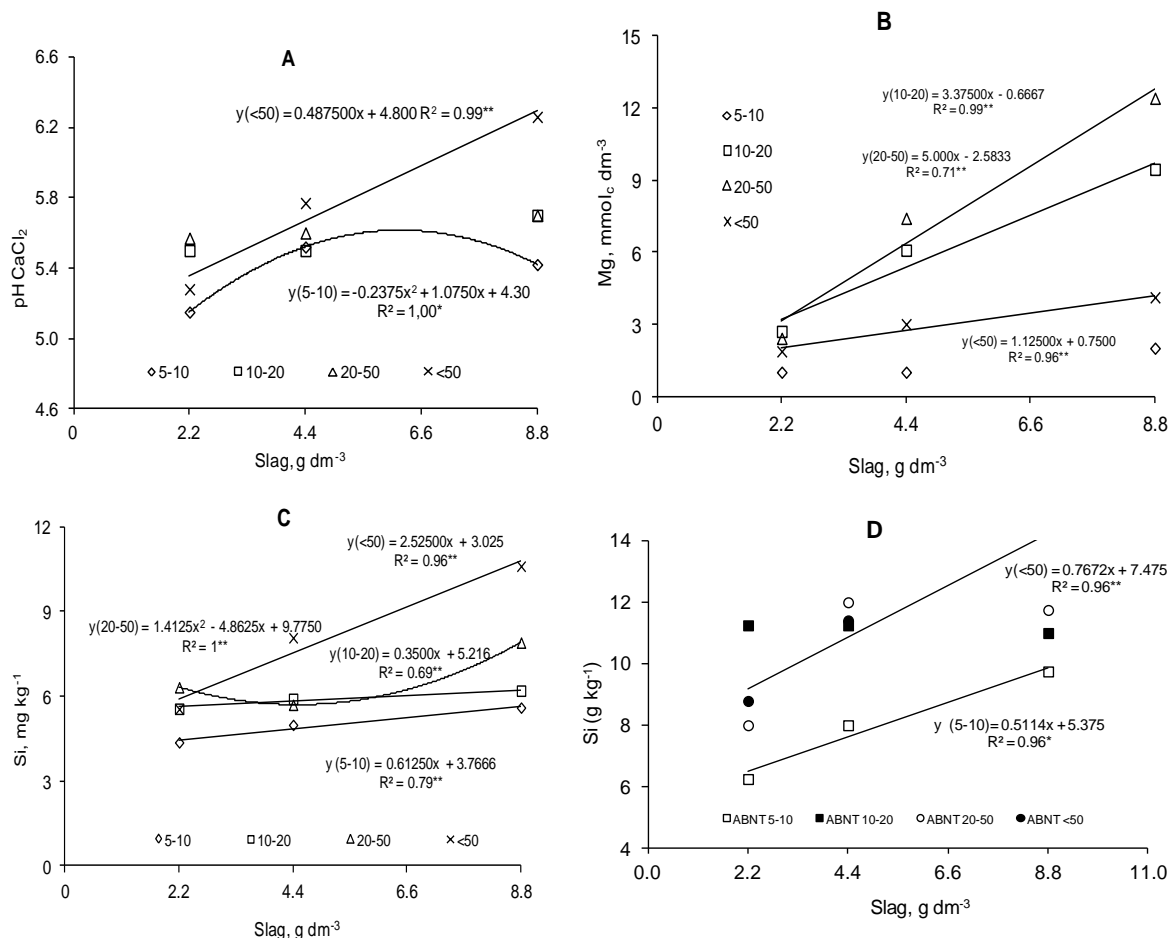 A
6.6
6.2
5.8
5.4
5.0
4.6
pH CaCl2
y(<50) = 0.487500x + 4.800 R² = 0.99**
y(5-10) = -0.2375x² + 1.0750x + 4.30
R² = 1,00*
5-10 10-20 20-50 <50
0 2.2 4.4 6.6 8.8
Slag, g dm-3
B
15
12
9
6
3
0
Mg, mmolc dm-3
y(10-20) = 3.37500x - 0.6667
R² = 0.99**
5-10
10-20
20-50
<50
y(20-50) = 5.000x - 2.5833
R² = 0.71**
y(<50) = 1.12500x + 0.7500
R² = 0.96**
0 2.2 4.4 6.6 8.8
Slag, g dm-3
C
12
9
6
3
0
Si, mg kg-1
y(<50) = 2.52500x + 3.025
R² = 0.96**
y(20-50) = 1.4125x² - 4.8625x + 9.7750
R² = 1**
y(10-20) = 0.3500x + 5.216
R² = 0.69**
y (5-10) = 0.61250x + 3.7666
R² = 0.79**
5-10 10-20 20-50 <50
0 2.2 4.4 6.6 8.8
Slag, g dm-3
D
14
12
10
8
6
4
Si (g kg-1)
y(<50) = 0.7672x + 7.475
R² = 0.96**
y (5-10) =0.5114x + 5.375
R² = 0.96*
ABNT 5-10 ABNT 10-20 ABNT 20-50 ABNT <50
0.0 2.2 4.4 6.6 8.8 11.0
Slag, g dm-3